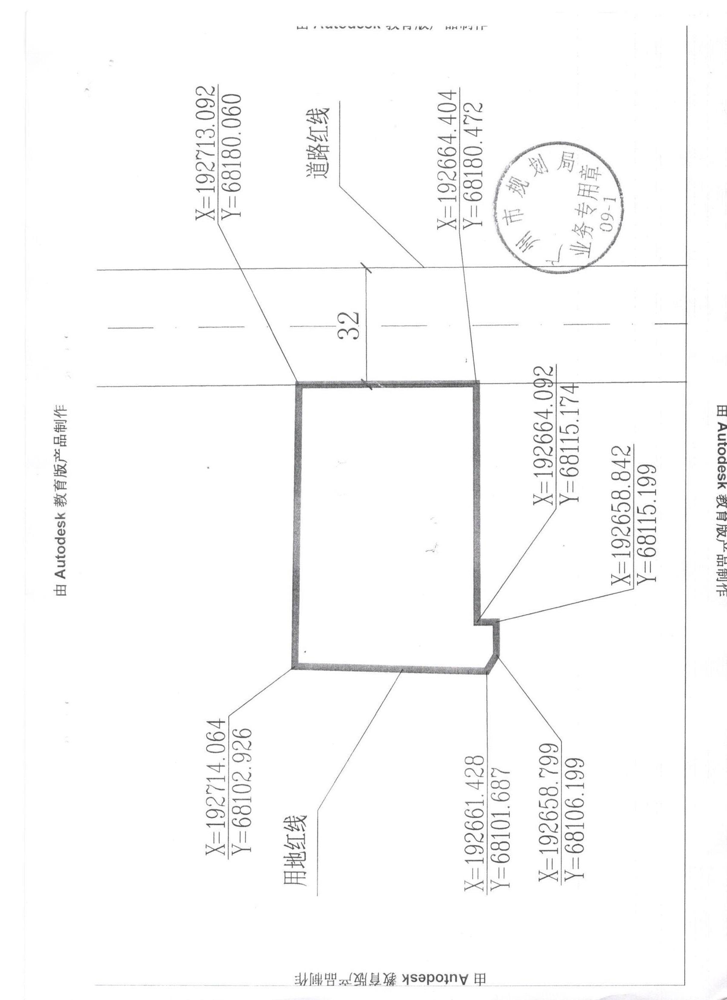 由 Autodesk 教育版产品制作
X=192714.064
Y=68102.926
X=192713.092
Y=68180.060
用地红线
道路红线
32
X=192661.428
Y=68101.687
X=192664.404
Y=68180.472
X=192658.799
Y=68106.199
X=192664.092
Y=68115.174
X=192658.842
Y=68115.199
州市规划局
业务专用章
09-1
由 Autodesk 教育版产品制作
由 Autodesk 教育版产品制作
由 Autodesk 教育版产品制作